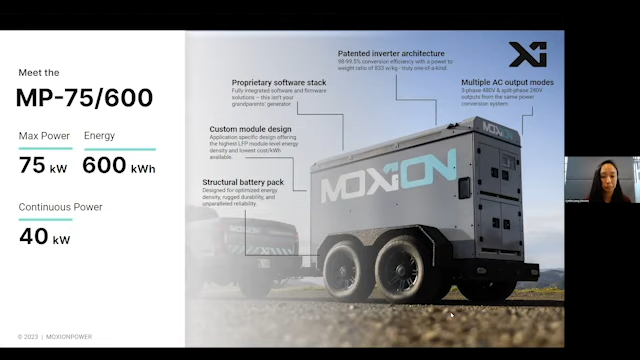 Meet the
MP-75/600
Max Power
Energy
75 kW
600 kWh
Continuous Power
40 kW
© 2023 | MOXIONPOWER
Patented inverter architecture
98-99.5% conversion efficiency with a power to
weight ratio of 833 w/kg - truly one-of-a-kind.
Proprietary software stack
Fully integrated software and firmware
solutions – this isn't your
grandparents' generator.
Multiple AC output modes
3-phase 480V & split-phase 240V
outputs from the same power
conversion system.
Custom module design
Application specific design offering
the highest LFP module-level energy
density and lowest cost/kWh
available.
Structural battery pack
Designed for optimized energy
density, rugged durability, and
unparalleled reliability.
MOXION
MOXION
MOXION